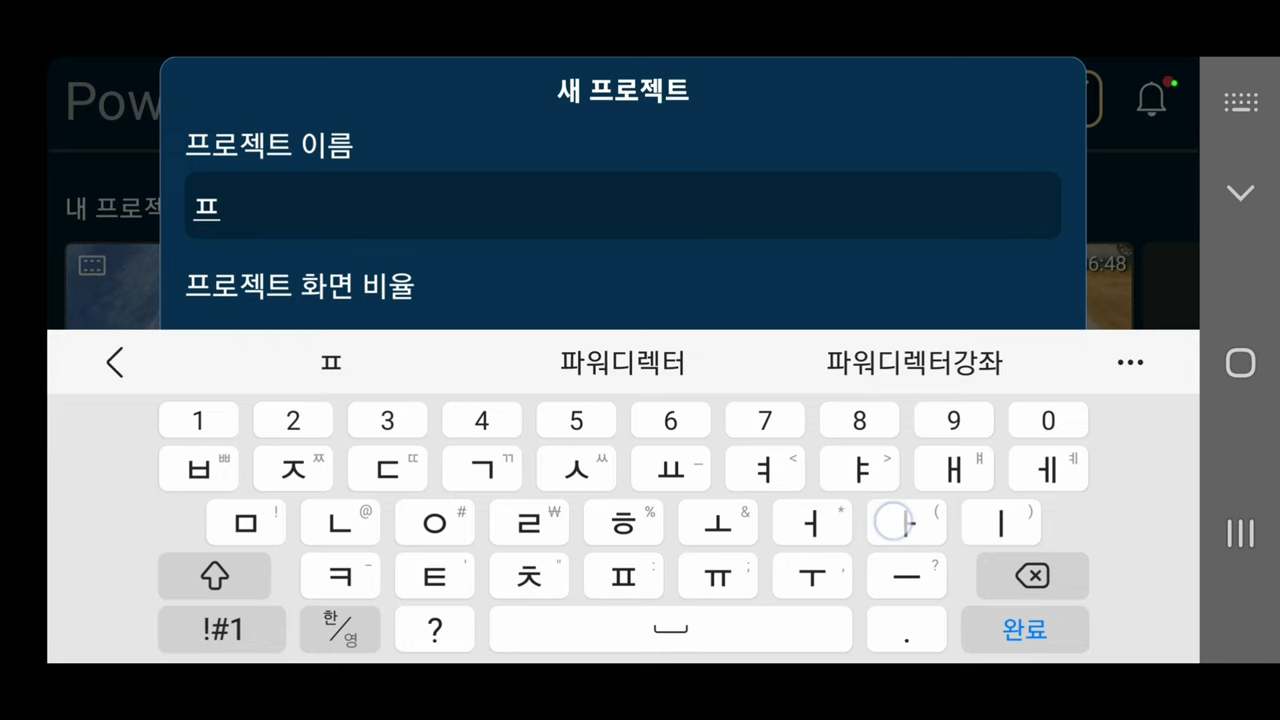 새 프로젝트
Pow
프로젝트 이름
내 프로젝
프
6:48
프로젝트 화면 비율
ㅍ 파워디렉터 파워디렉터강좌 •••
1 2 3 4 5 6 7 8 9 0
ㅂ ㅃ ㅈ ㅉ ㄷ ㄸ ㄱ ㄲ ㅅ ㅆ ㅛ – ㅕ < ㅑ > ㅐ ㅒ ㅔ ㅖ
ㅁ ! ㄴ @ ㅇ # ㄹ ₩ ㅎ % ㅗ & ㅓ * ㅏ ( ㅣ )
ㅋ - ㅌ ' ㅊ " ㅍ : ㅠ ; ㅜ , ㅡ ?
!#1 한/영 ? . 완료